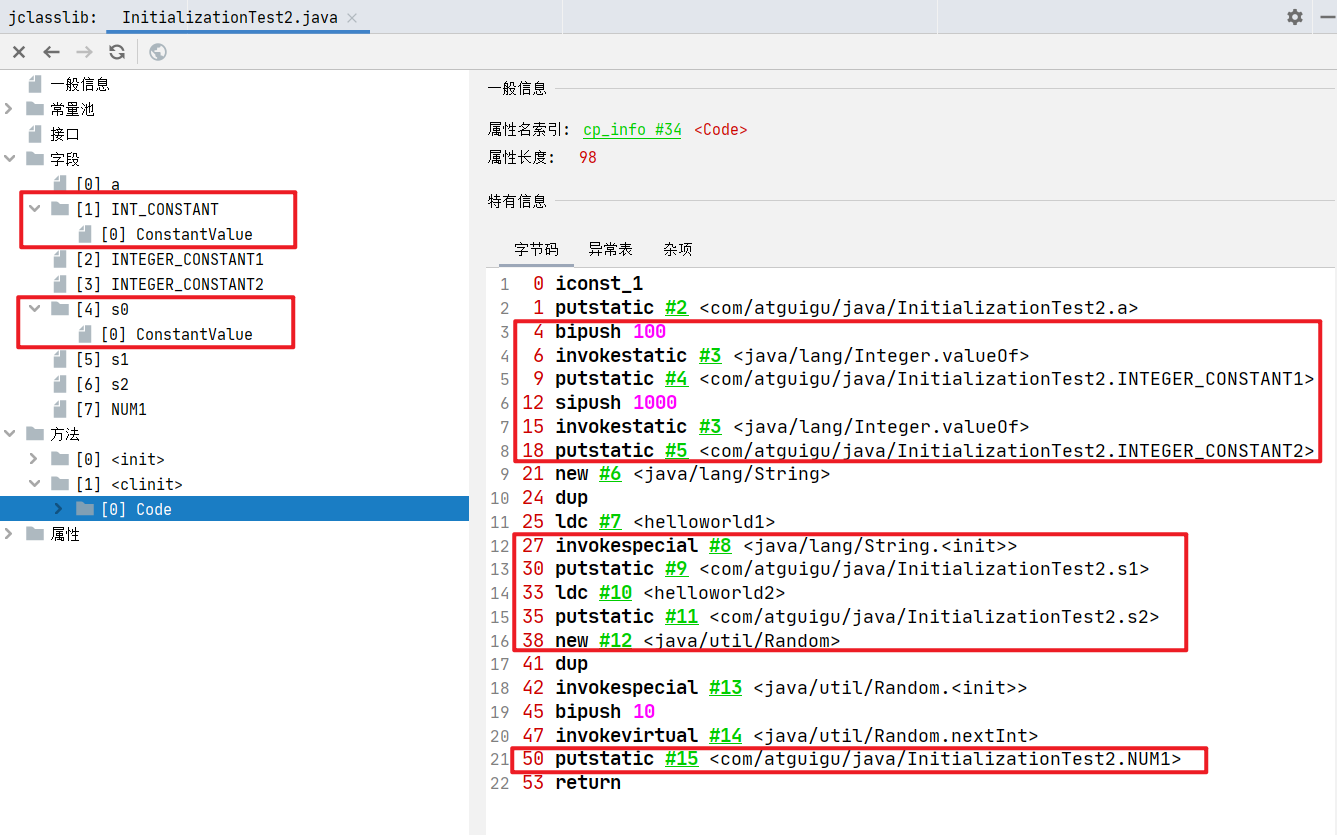 jclasslib: InitializationTest2.java
一般信息
常量池
接口
字段
[0] a
[1] INT_CONSTANT
[0] ConstantValue
[2] INTEGER_CONSTANT1
[3] INTEGER_CONSTANT2
[4] s0
[0] ConstantValue
[5] s1
[6] s2
[7] NUM1
方法
[0] <init>
[1] <clinit>
[0] Code
属性
一般信息
属性名索引: cp_info #34 <Code>
属性长度: 98
特有信息
字节码 异常表 杂项
1 0 iconst_1
2 1 putstatic #2 <com/atguigu/java/InitializationTest2.a>
3 4 bipush 100
4 6 invokestatic #3 <java/lang/Integer.valueOf>
5 9 putstatic #4 <com/atguigu/java/InitializationTest2.INTEGER_CONSTANT1>
6 12 sipush 1000
7 15 invokestatic #3 <java/lang/Integer.valueOf>
8 18 putstatic #5 <com/atguigu/java/InitializationTest2.INTEGER_CONSTANT2>
9 21 new #6 <java/lang/String>
10 24 dup
11 25 ldc #7 <helloworld1>
12 27 invokespecial #8 <java/lang/String.<init>>
13 30 putstatic #9 <com/atguigu/java/InitializationTest2.s1>
14 33 ldc #10 <helloworld2>
15 35 putstatic #11 <com/atguigu/java/InitializationTest2.s2>
16 38 new #12 <java/util/Random>
17 41 dup
18 42 invokespecial #13 <java/util/Random.<init>>
19 45 bipush 10
20 47 invokevirtual #14 <java/util/Random.nextInt>
21 50 putstatic #15 <com/atguigu/java/InitializationTest2.NUM1>
22 53 return